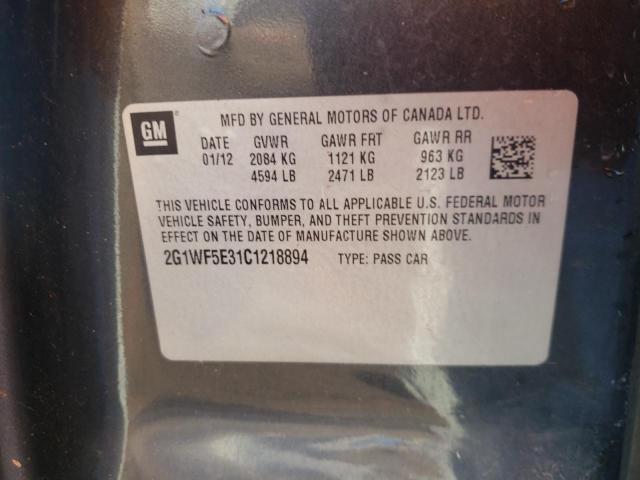 GM
MFD BY GENERAL MOTORS OF CANADA LTD.
DATE GVWR GAWR FRT GAWR RR
01/12 2084 KG 1121 KG 963 KG
4594 LB 2471 LB 2123 LB
THIS VEHICLE CONFORMS TO ALL APPLICABLE U.S. FEDERAL MOTOR
VEHICLE SAFETY, BUMPER, AND THEFT PREVENTION STANDARDS IN
EFFECT ON THE DATE OF MANUFACTURE SHOWN ABOVE.
2G1WF5E31C1218894 TYPE: PASS CAR